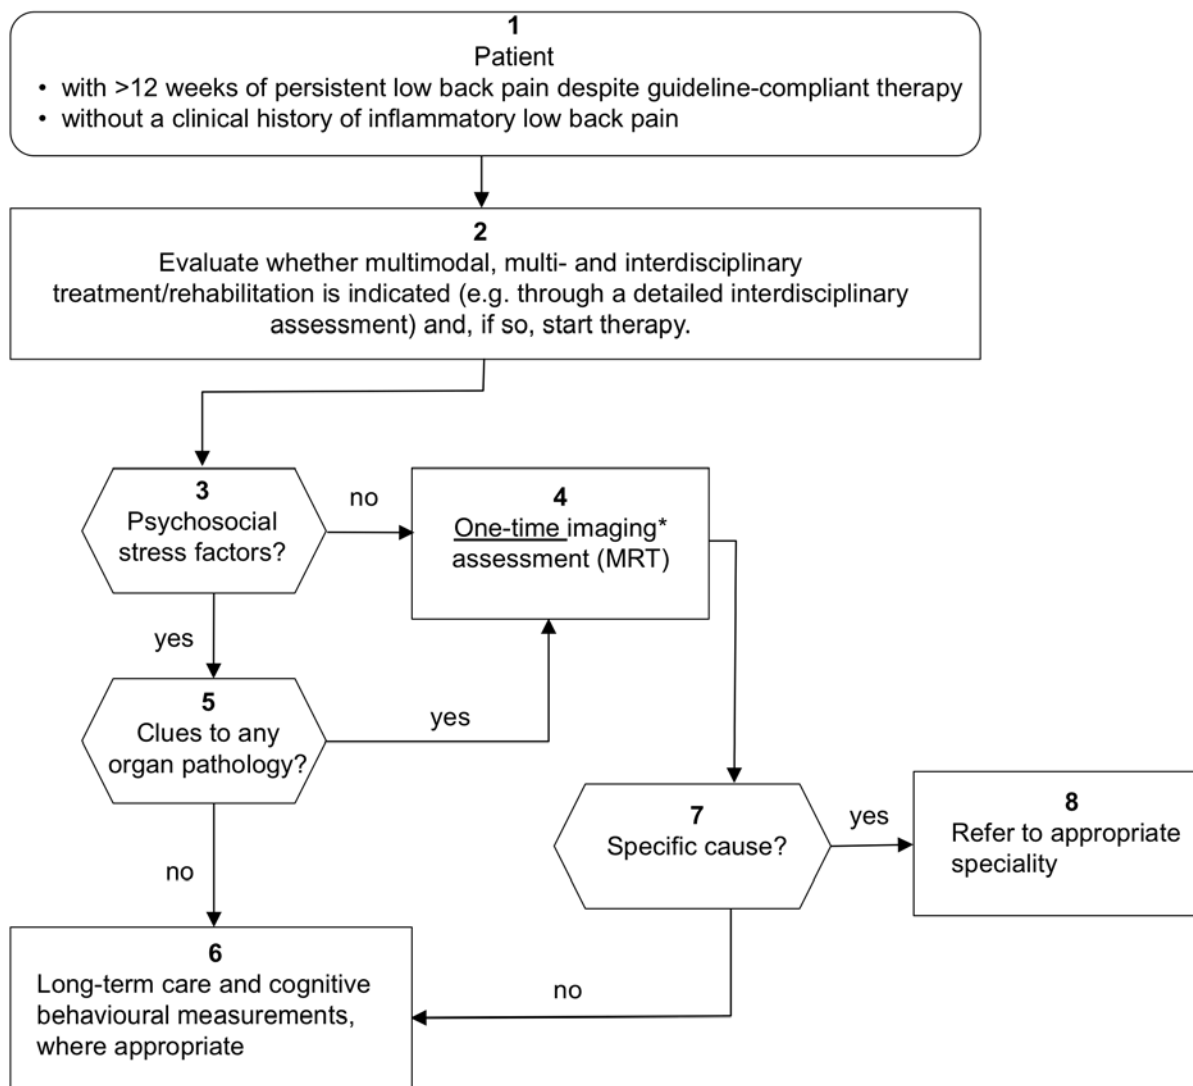 1
Patient
• with >12 weeks of persistent low back pain despite guideline-compliant therapy
• without a clinical history of inflammatory low back pain
2
Evaluate whether multimodal, multi- and interdisciplinary
treatment/rehabilitation is indicated (e.g. through a detailed interdisciplinary
assessment) and, if so, start therapy.
3
Psychosocial
stress factors?
no
4
One-time imaging*
assessment (MRT)
yes
5
Clues to any
organ pathology?
yes
7
Specific cause?
yes
8
Refer to appropriate
speciality
no
6
Long-term care and cognitive
behavioural measurements,
where appropriate
no